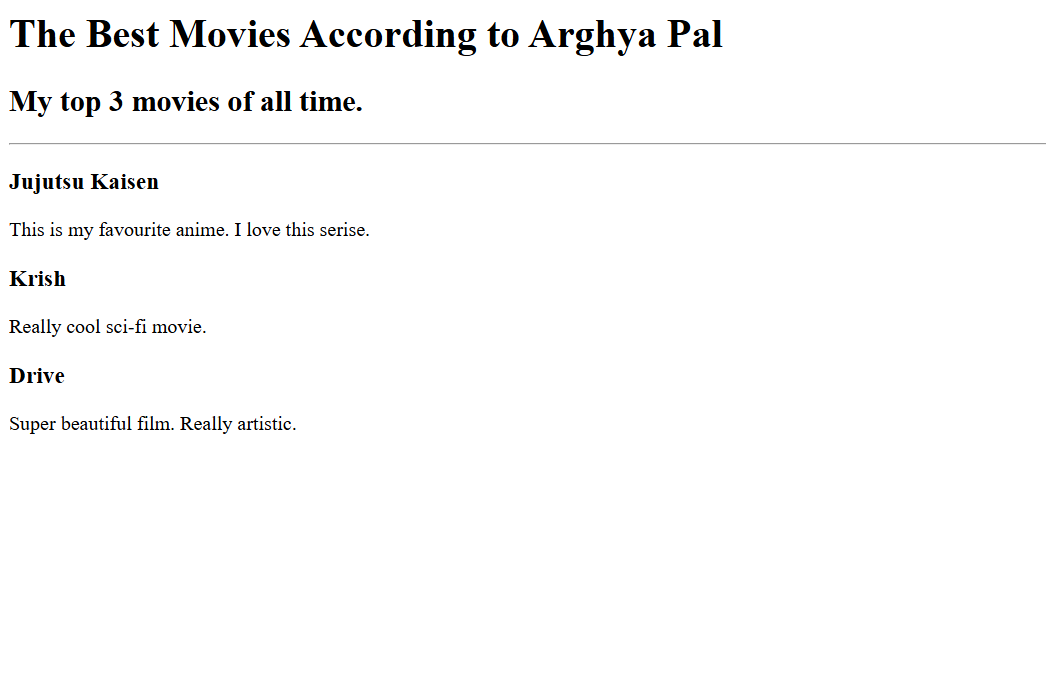 The Best Movies According to Arghya Pal
My top 3 movies of all time.
Jujutsu Kaisen
This is my favourite anime. I love this serise.
Krish
Really cool sci-fi movie.
Drive
Super beautiful film. Really artistic.